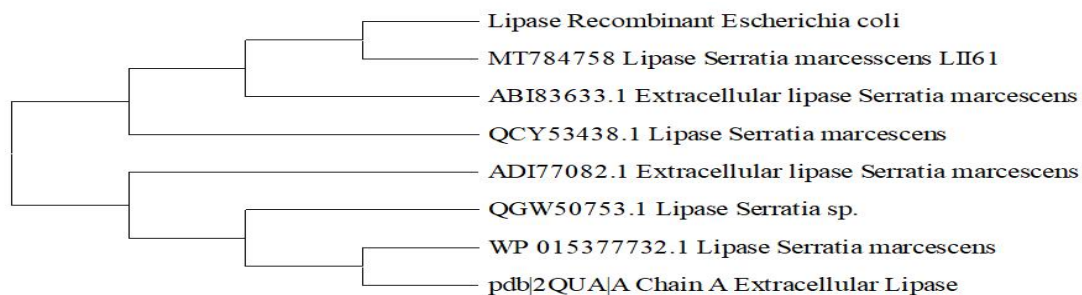 Lipase Recombinant Escherichia coli
MT784758 Lipase Serratia marcesscens LII61
ABI83633.1 Extracellular lipase Serratia marcescens
QCY53438.1 Lipase Serratia marcescens
ADI77082.1 Extracellular lipase Serratia marcescens
QGW50753.1 Lipase Serratia sp.
WP 015377732.1 Lipase Serratia marcescens
pdb|2QUA|A Chain A Extracellular Lipase